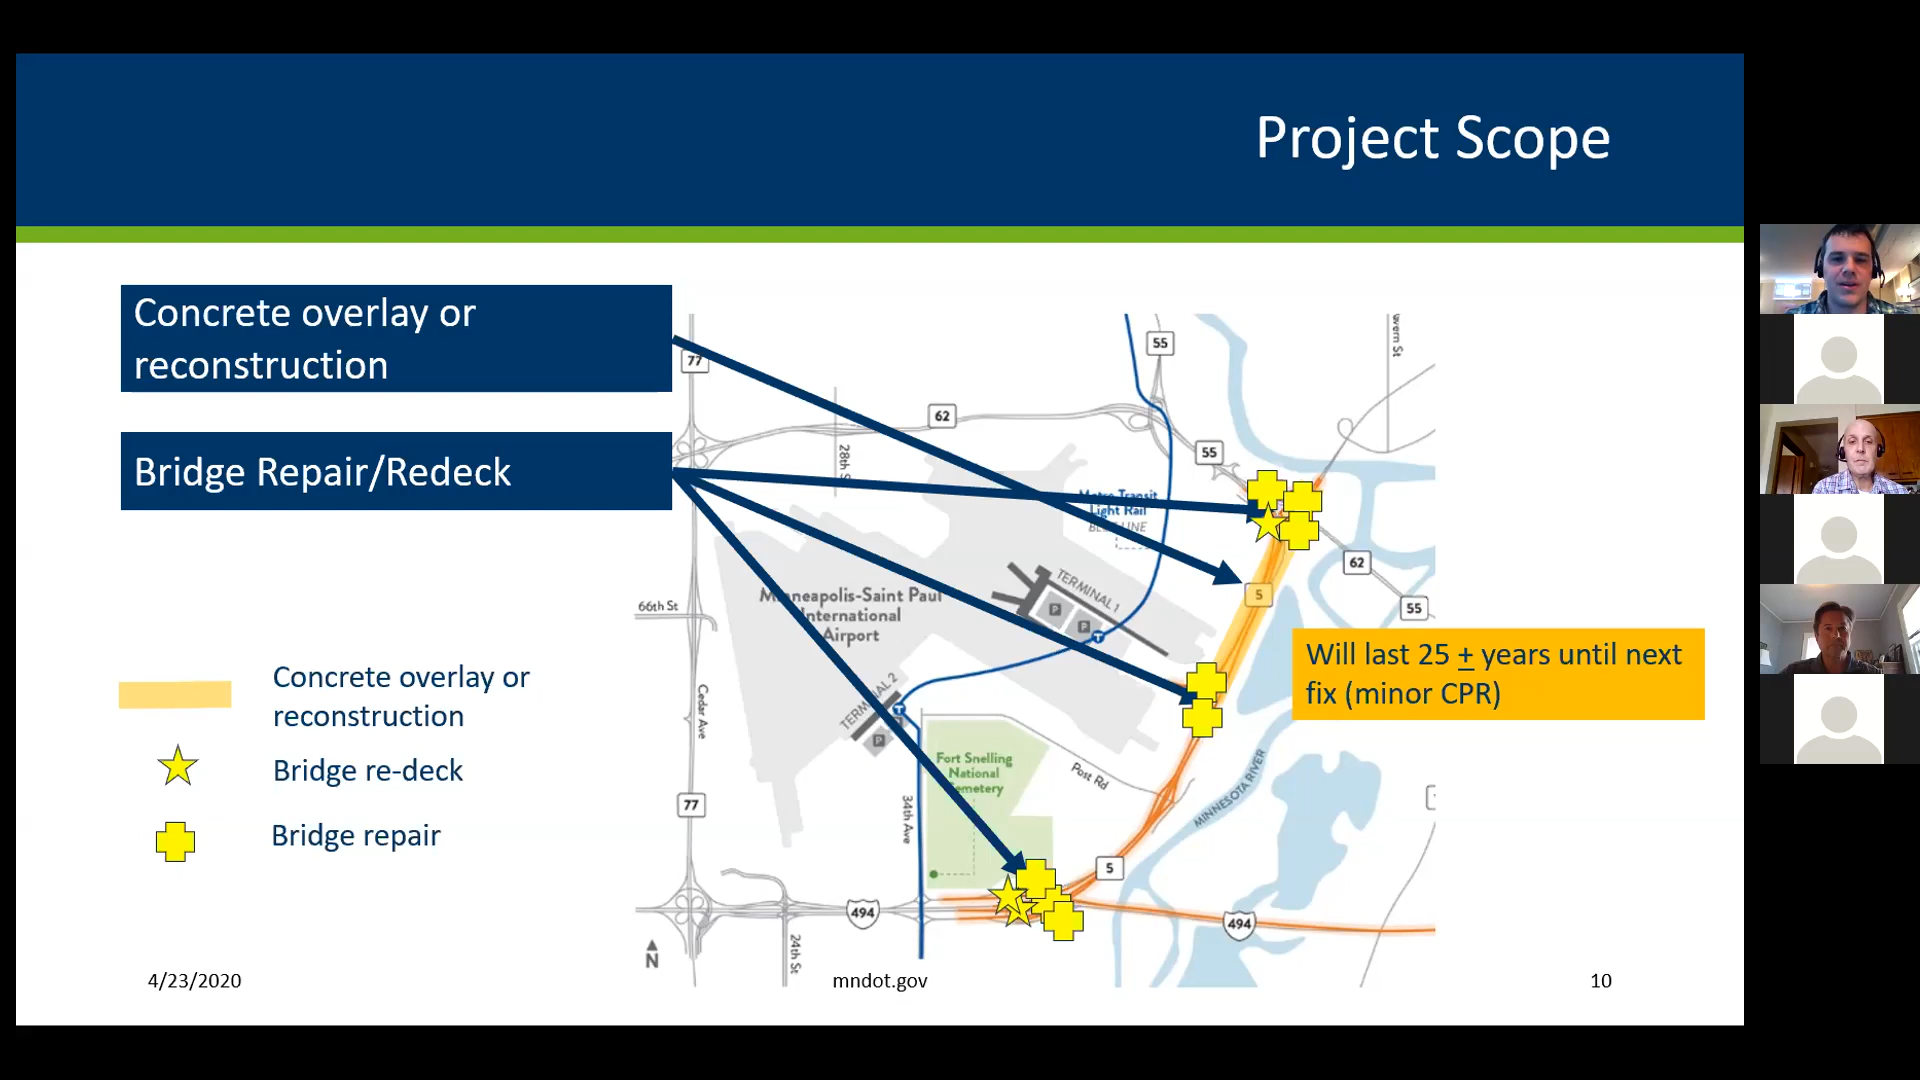 Project Scope
Concrete overlay or
reconstruction
Bridge Repair/Redeck
Concrete overlay or
reconstruction
Bridge re-deck
Bridge repair
77
55
62
28th S
55
Metro Transit
Light Rail
BLUE LINE
62
55
5
TERMINAL 1
P
P
T
Minneapolis-Saint Paul
International
Airport
66th St
Cedar Ave
TERMINAL 2
T
P
Will last 25 + years until next
fix (minor CPR)
Fort Snelling
National
Cemetery
Post Rd
MINNESOTA RIVER
34th Ave
77
5
494
494
24th St
N
4/23/2020
mndot.gov
10